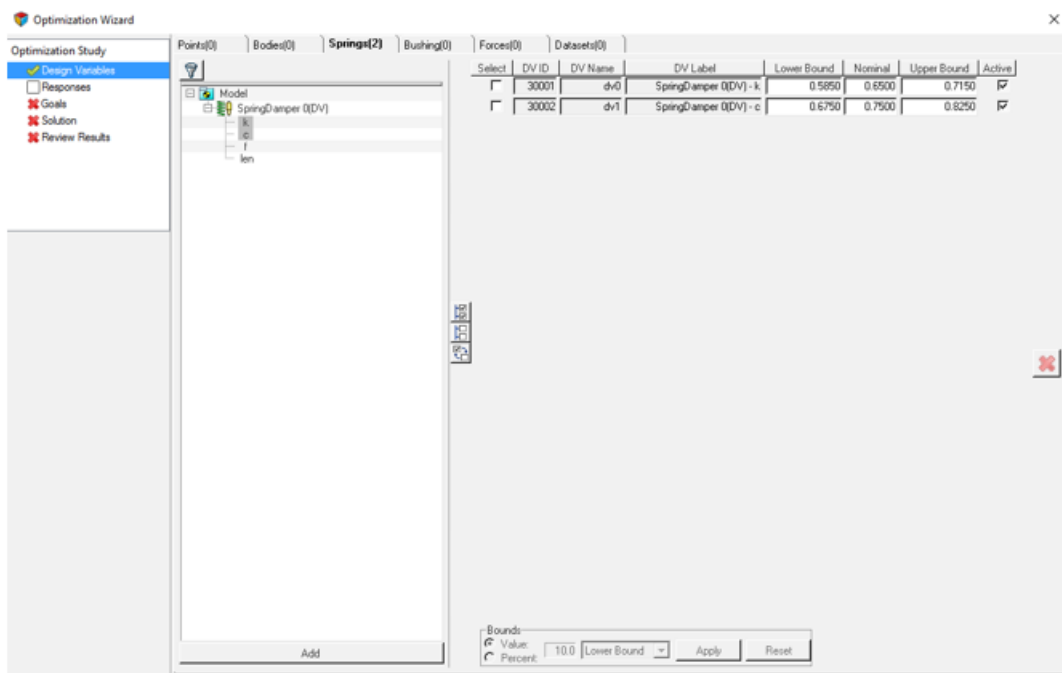 Optimization Wizard
Optimization Study
Design Variables
Responses
Goals
Solution
Review Results
Points(0) Bodies(0) Springs(2) Bushing(0) Forces(0) Datasets(0)
Model
SpringDamper 0(DV)
k
c
f
len
Add
Select DV ID DV Name DV Label Lower Bound Nominal Upper Bound Active
30001 dv0 SpringDamper 0(DV) - k 0.5850 0.6500 0.7150
30002 dv1 SpringDamper 0(DV) - c 0.6750 0.7500 0.8250
Bounds
Value:
Percent: 10.0 Lower Bound Apply Reset